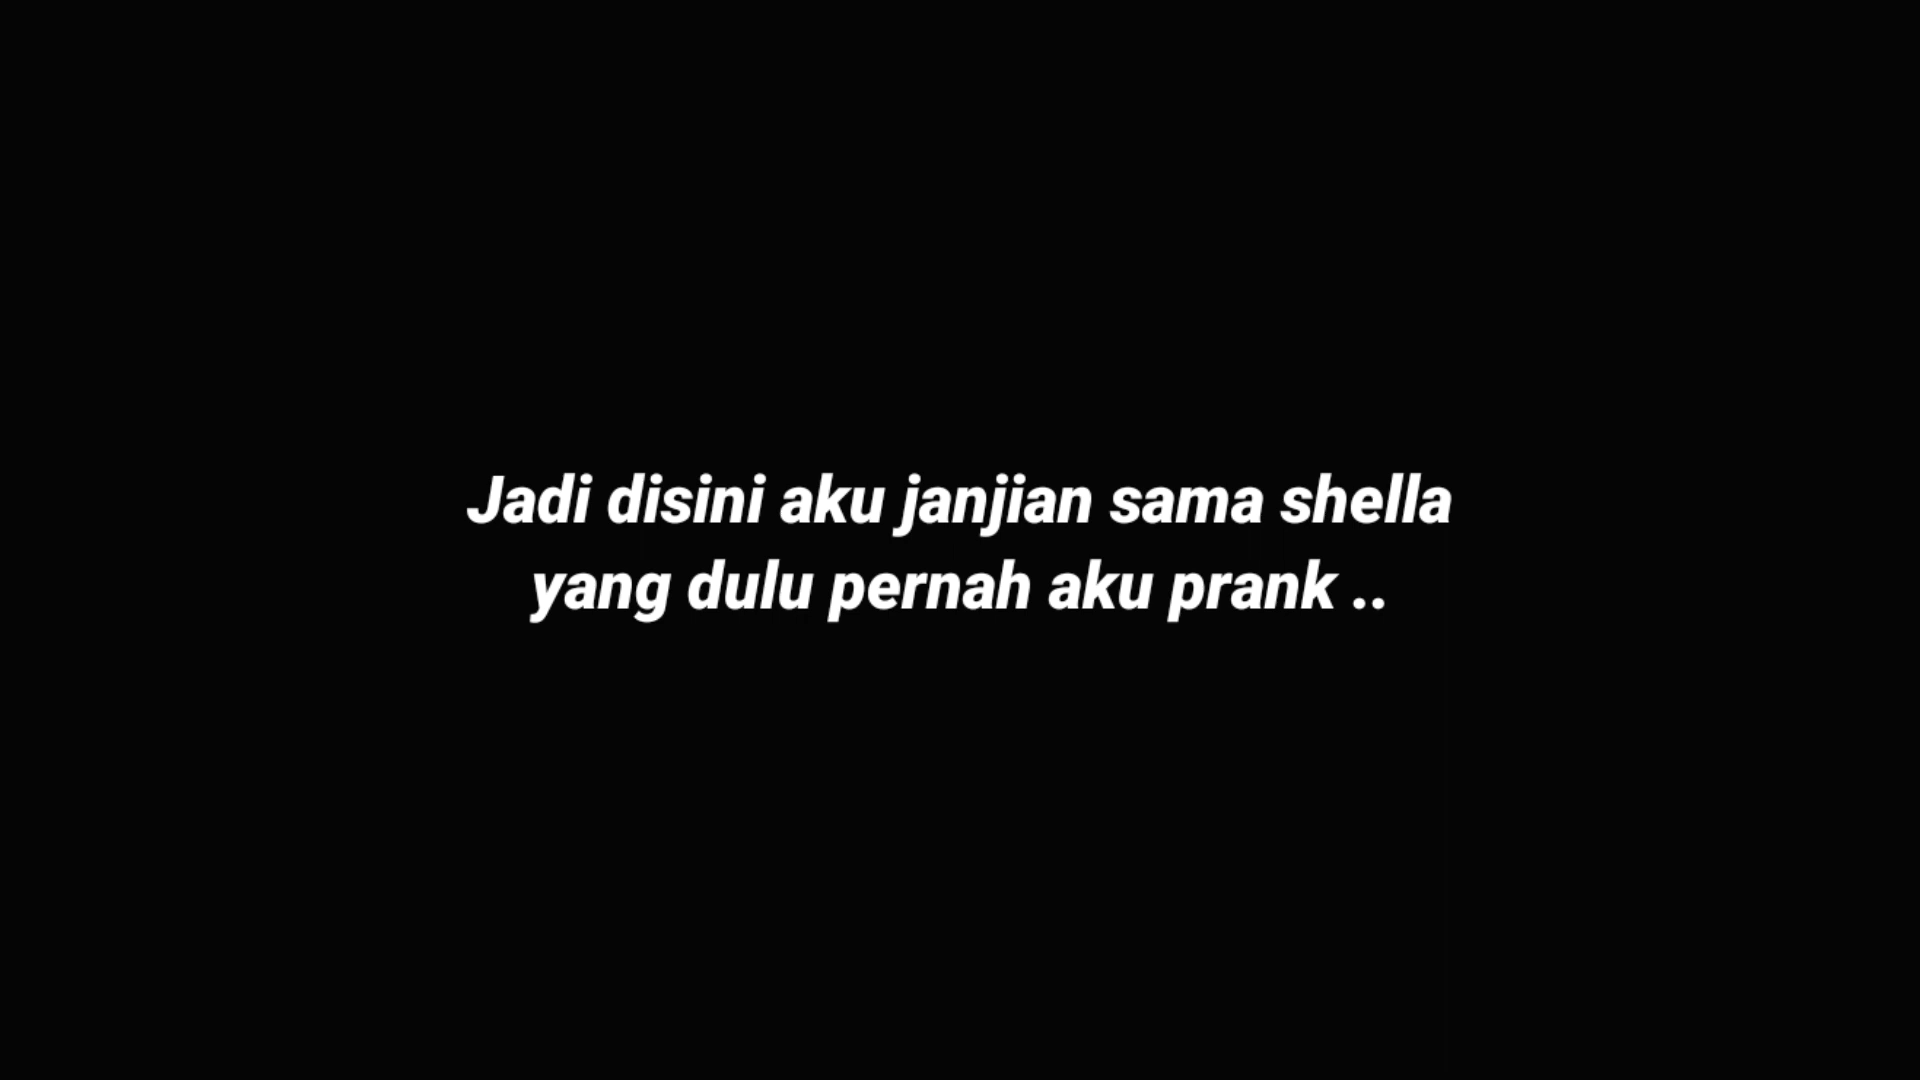 Jadi disini aku janjian sama shella
yang dulu pernah aku prank ..